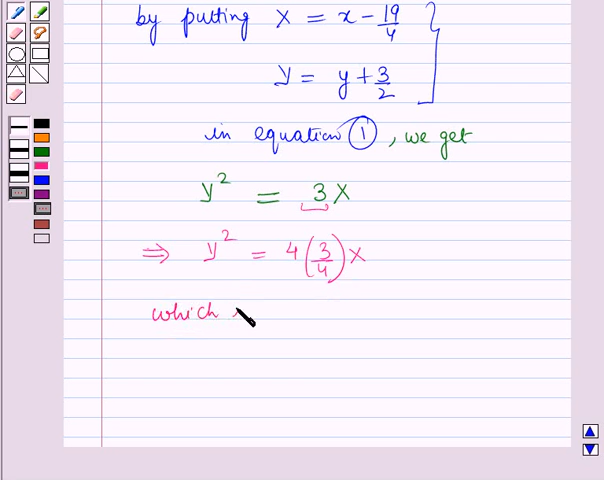 by putting X = x - 19/4
Y = y + 3/2
in equation ①, we get
Y² = 3X
⇒ Y² = 4(3/4)X
which